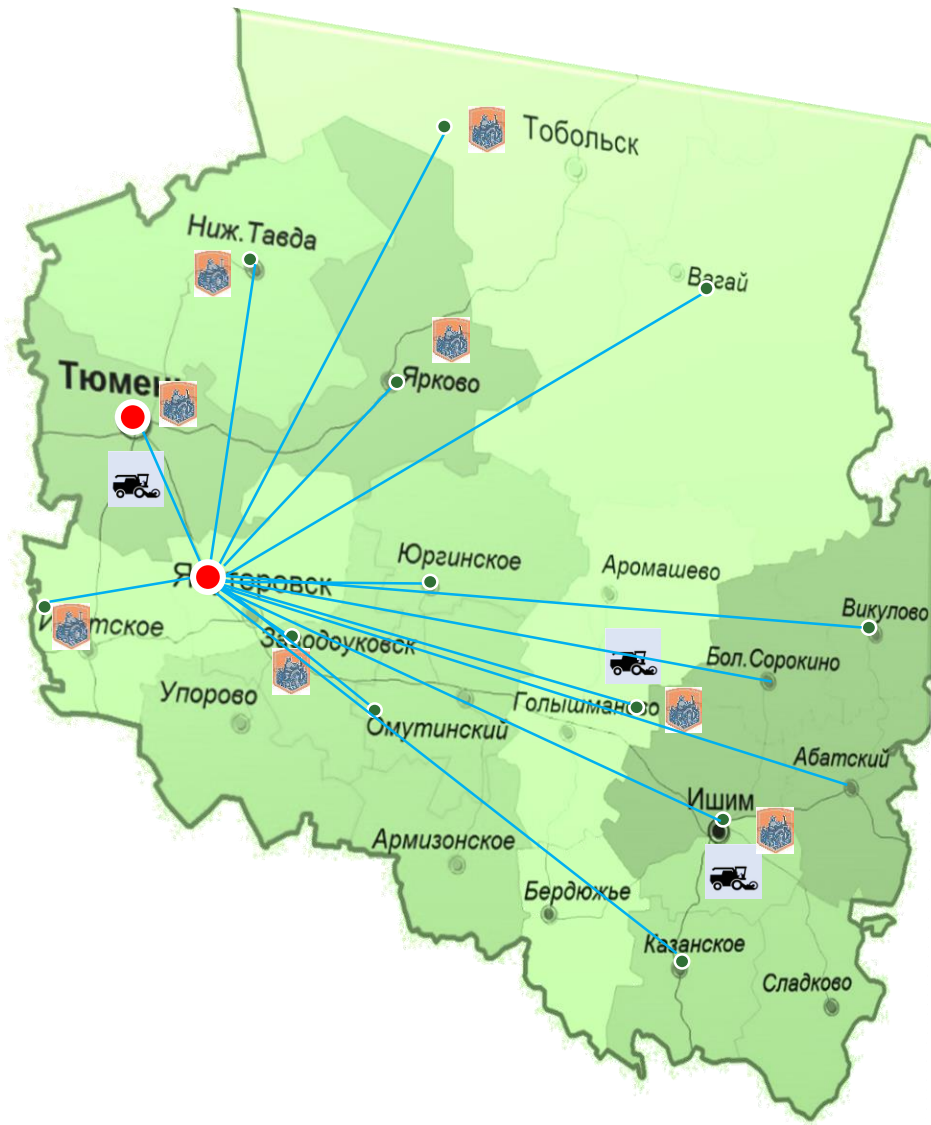 Тобольск
Ниж.Тавда
Вагай
Ярково
Юргинское
Аромашево
Викулово
Бол.Сорокино
Упорово
Голышманово
Омутинский
Абатский
Ишим
Армизонское
Бердюжье
Казанское
Сладково